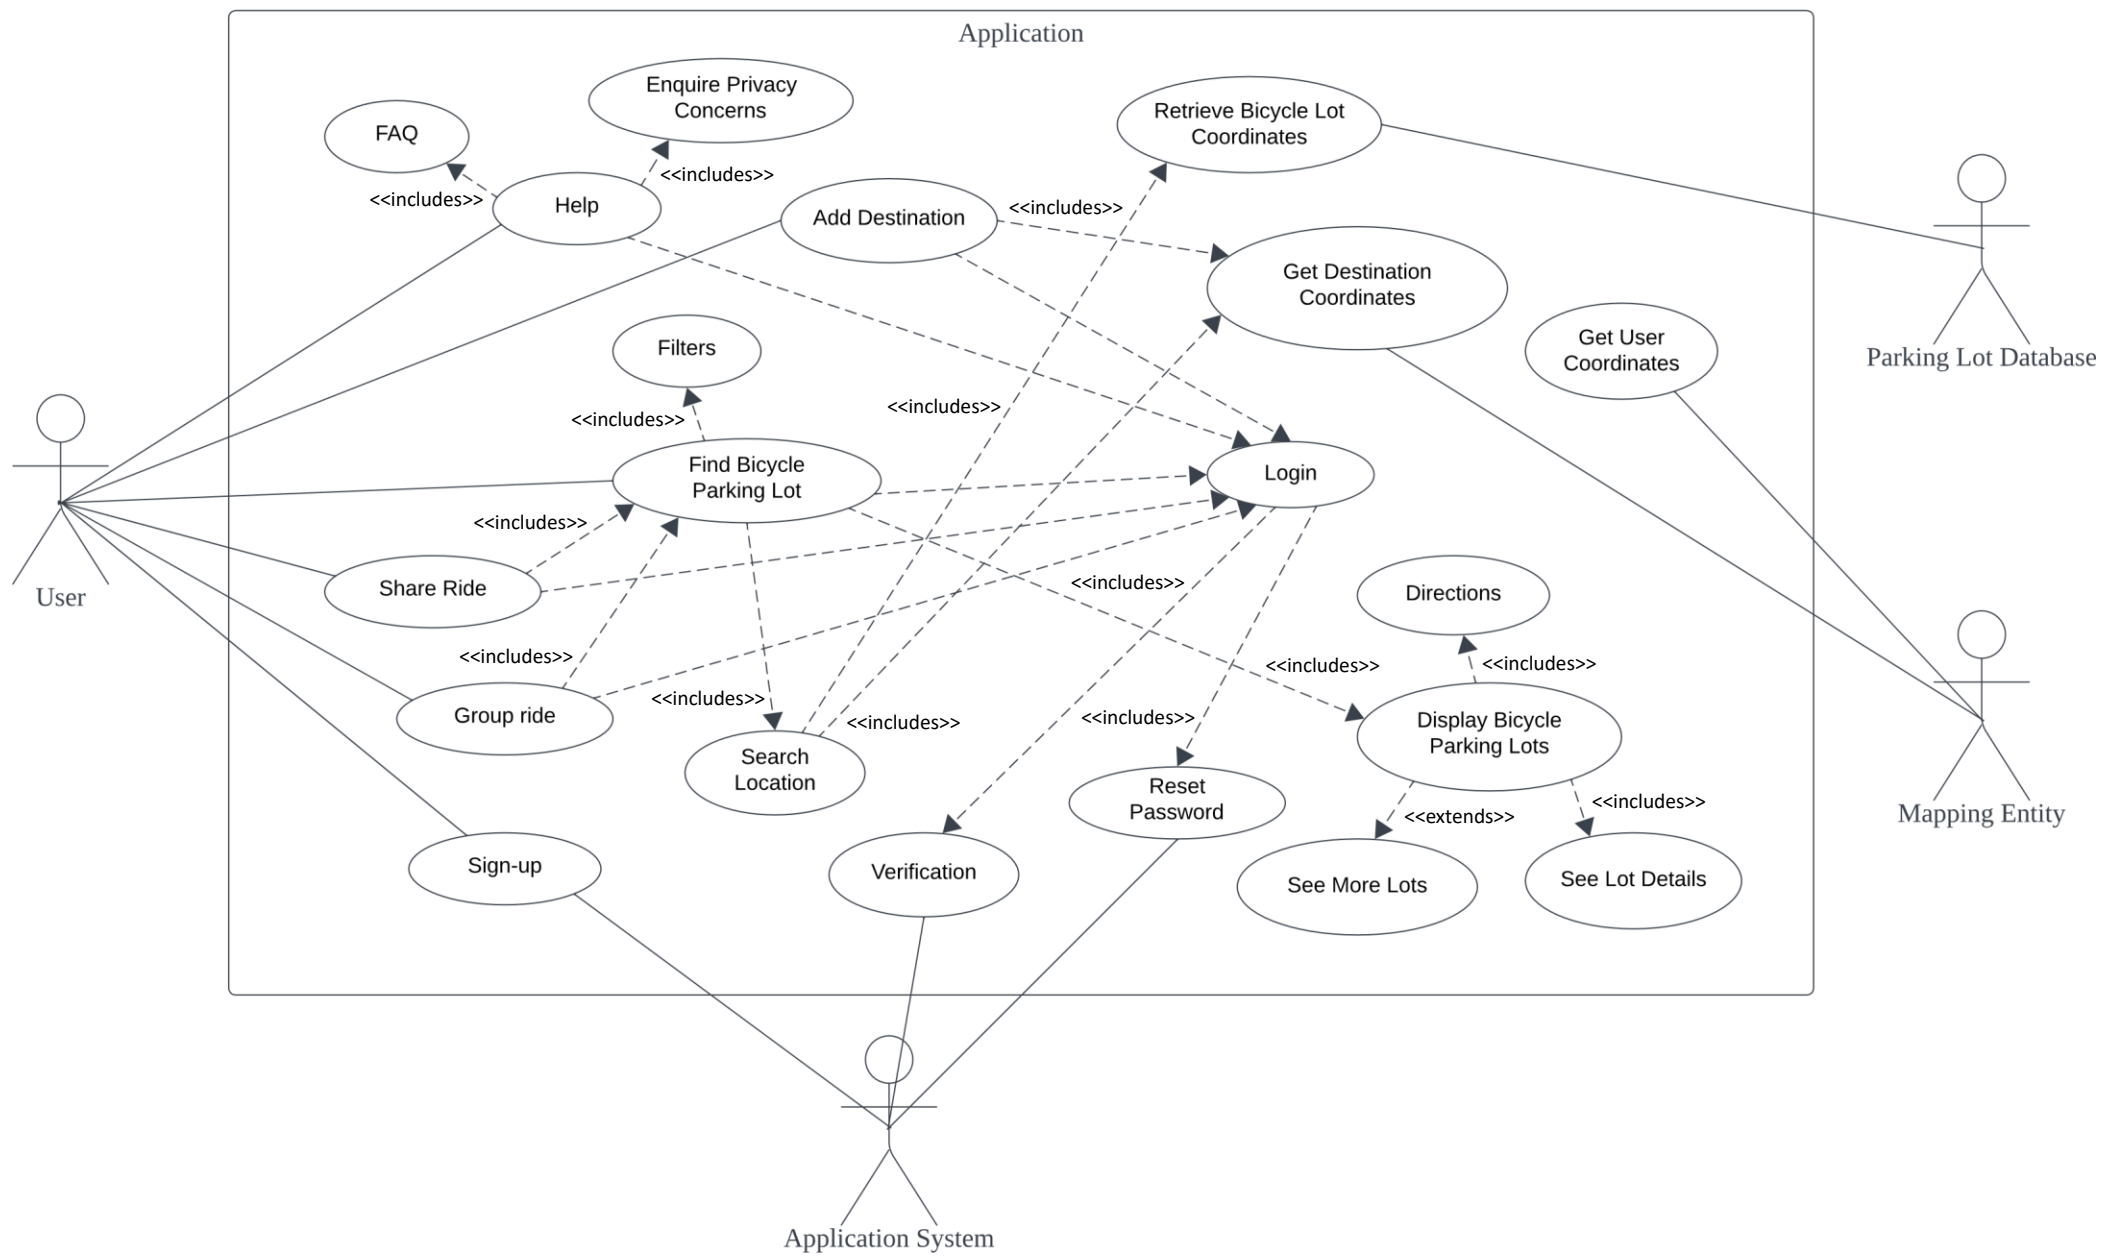 Application
Enquire Privacy
Concerns
FAQ
Retrieve Bicycle Lot
Coordinates
<<includes>>
<<includes>>
Help
Add Destination
<<includes>>
Get Destination
Coordinates
Filters
Get User
Coordinates
Parking Lot Database
<<includes>>
<<includes>>
Find Bicycle
Parking Lot
Login
<<includes>>
User
Share Ride
<<includes>>
Directions
<<includes>>
<<includes>>
<<includes>>
Group ride
<<includes>>
<<includes>>
<<includes>>
Display Bicycle
Parking Lots
Search
Location
Reset
Password
<<includes>>
<<extends>>
Mapping Entity
Sign-up
Verification
See More Lots
See Lot Details
Application System